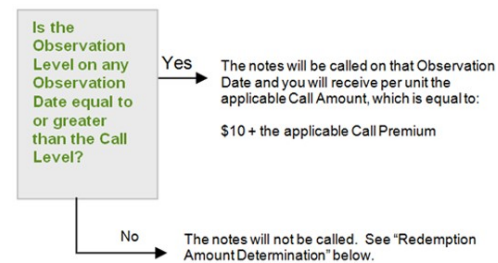 Is the
Observation
Level on any
Observation
Date equal to
or greater
than the Call
Level?
Yes
The notes will be called on that Observation
Date and you will receive per unit the
applicable Call Amount, which is equal to:
$10 + the applicable Call Premium
No
The notes will not be called.  See “Redemption
Amount Determination” below.